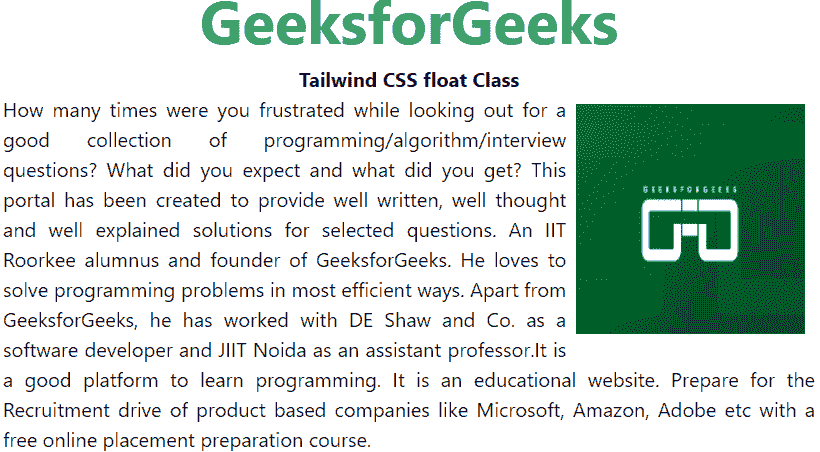 GeeksforGeeks
Tailwind CSS float Class
How many times were you frustrated while looking out for a
good collection of programming/algorithm/interview
questions? What did you expect and what did you get? This
portal has been created to provide well written, well thought
and well explained solutions for selected questions. An IIT
Roorkee alumnus and founder of GeeksforGeeks. He loves to
solve programming problems in most efficient ways. Apart from
GeeksforGeeks, he has worked with DE Shaw and Co. as a
software developer and JIIT Noida as an assistant professor.It is
a good platform to learn programming. It is an educational website. Prepare for the
Recruitment drive of product based companies like Microsoft, Amazon, Adobe etc with a
free online placement preparation course.
GEEKSFORGEEKS